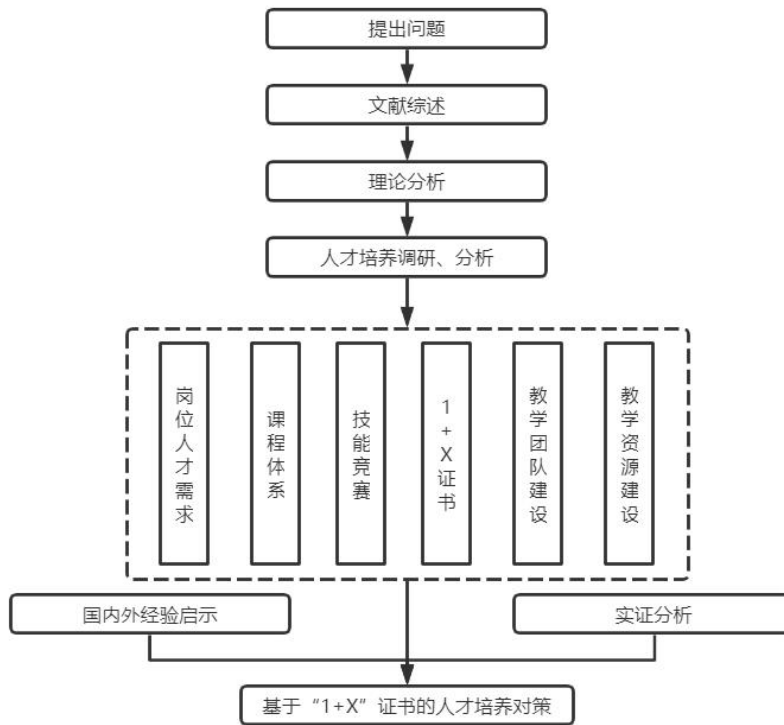 提出问题
文献综述
理论分析
人才培养调研、分析
岗位人才需求
课程体系
技能竞赛
1+X证书
教学团队建设
教学资源建设
国内外经验启示
实证分析
基于“1+X”证书的人才培养对策